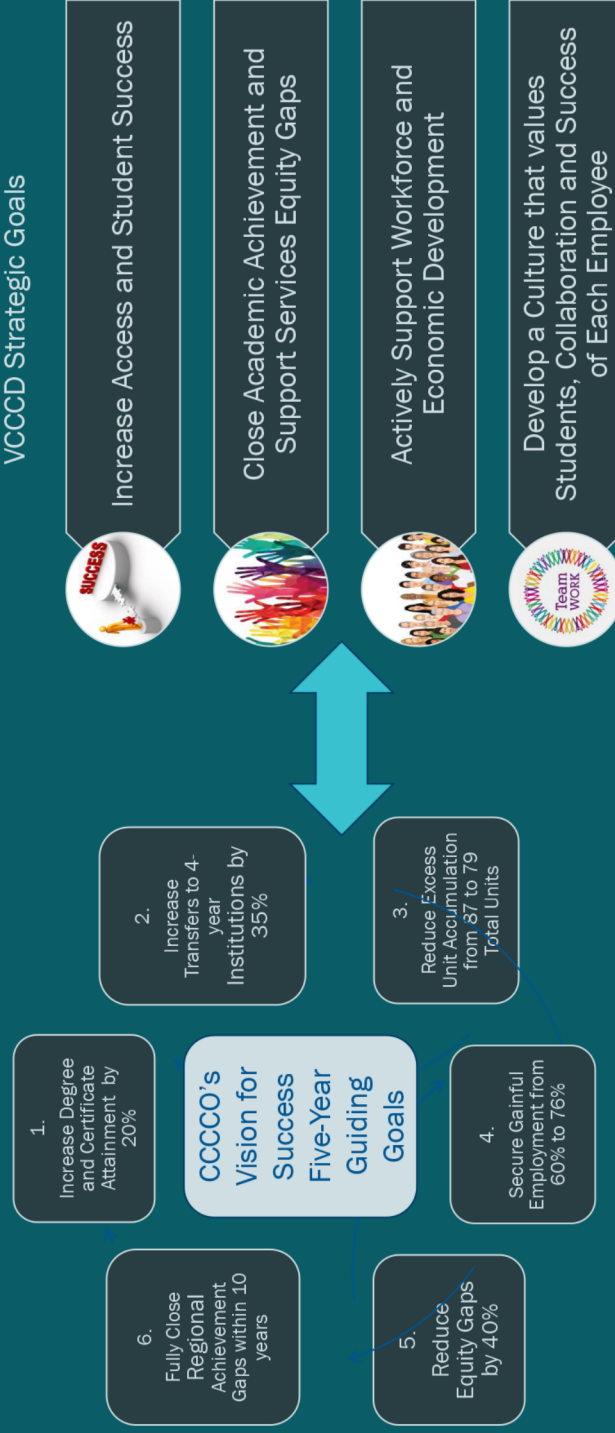 CCCCO's
Vision for
Success
Five-Year
Guiding
Goals
1.
Increase Degree
and Certificate
Attainment by
20%
2.
Increase
Transfers to 4-
year
Institutions by
35%
3.
Reduce Excess
Unit Accumulation
from 87 to 79
Total Units
4.
Secure Gainful
Employment from
60% to 76%
5.
Reduce
Equity Gaps
by 40%
6.
Fully Close
Regional
Achievement
Gaps within 10
years
VCCCD Strategic Goals
SUCCESS
Increase Access and Student Success
Close Academic Achievement and
Support Services Equity Gaps
Actively Support Workforce and
Economic Development
Team
WORK
Develop a Culture that values
Students, Collaboration and Success
of Each Employee